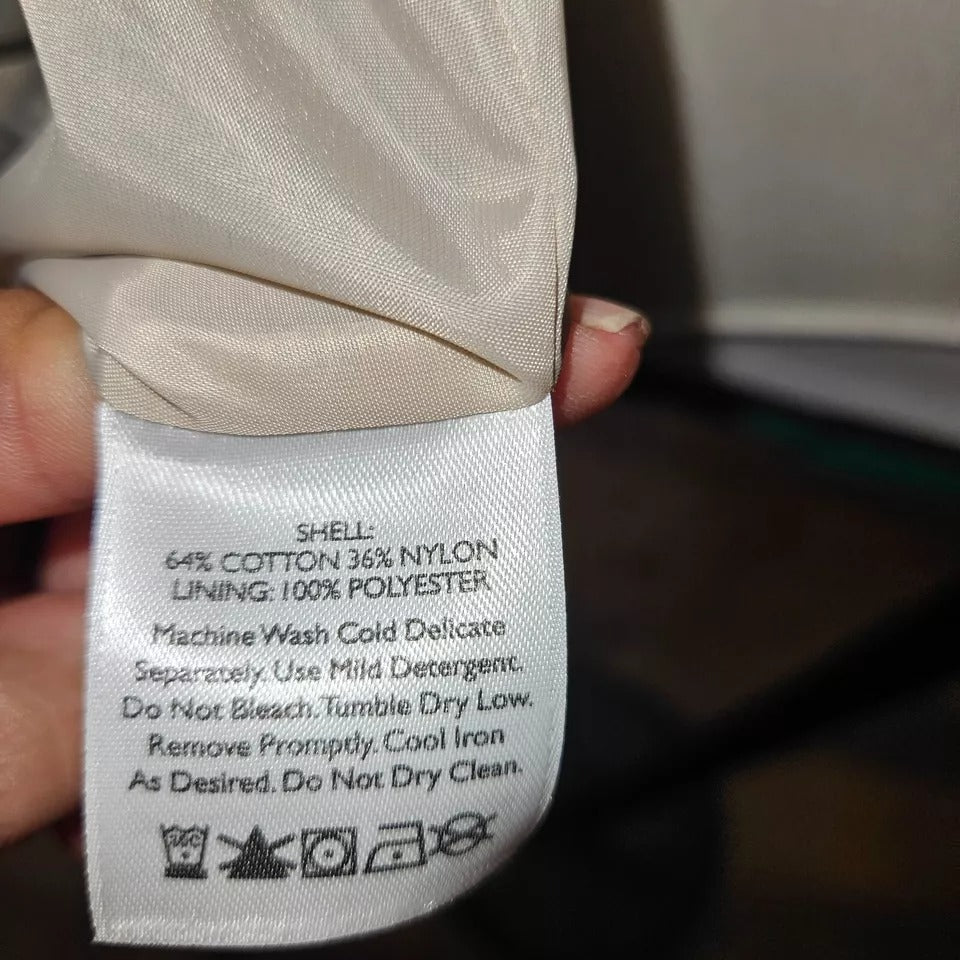 SHELL:
64% COTTON 36% NYLON
LINING: 100% POLYESTER
Machine Wash Cold Delicate
Separately. Use Mild Detergent.
Do Not Bleach. Tumble Dry Low.
Remove Promptly. Cool Iron
As Desired. Do Not Dry Clean.